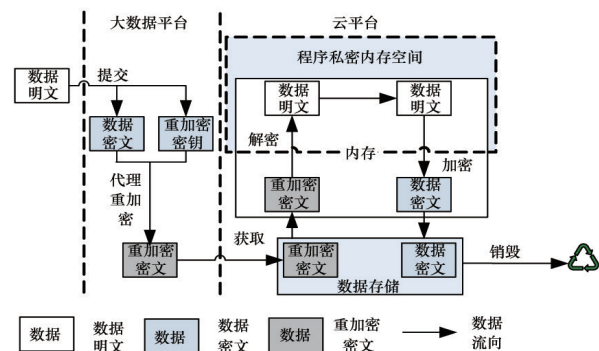 大数据平台
云平台
程序私密内存空间
数据
明文
提交
数据
密文
重加密
密钥
数据
明文
数据
明文
解密
内存
加密
代理
重加
密
重加密
密文
数据
密文
重加密
密文
获取
重加密
密文
数据
密文
数据存储
销毁
数据
数据
明文
数据
数据
密文
数据
重加密
密文
数据
流向